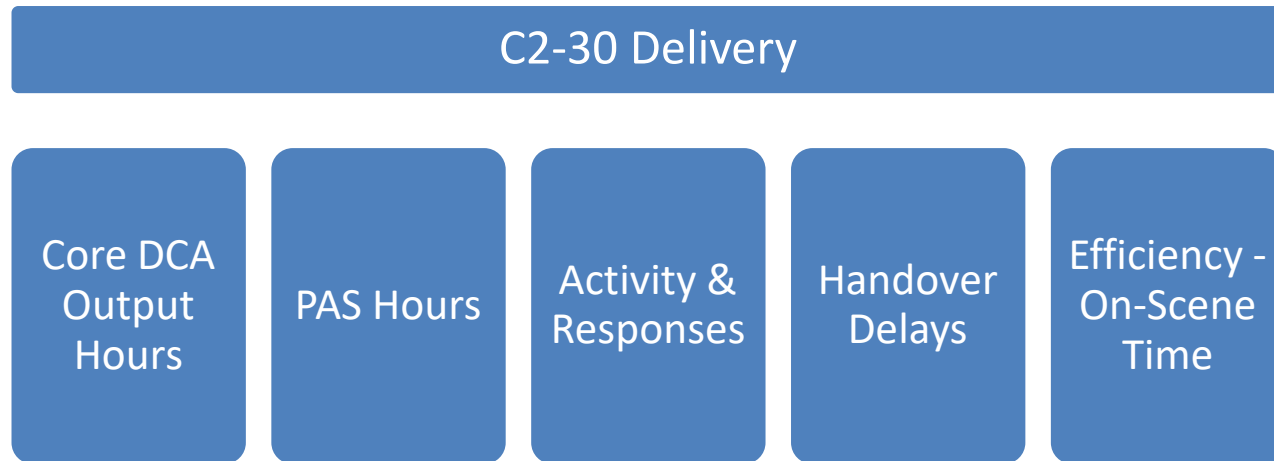 C2-30 Delivery
Core DCA
Output
Hours
PAS Hours
Activity &
Responses
Handover
Delays
Efficiency -
On-Scene
Time